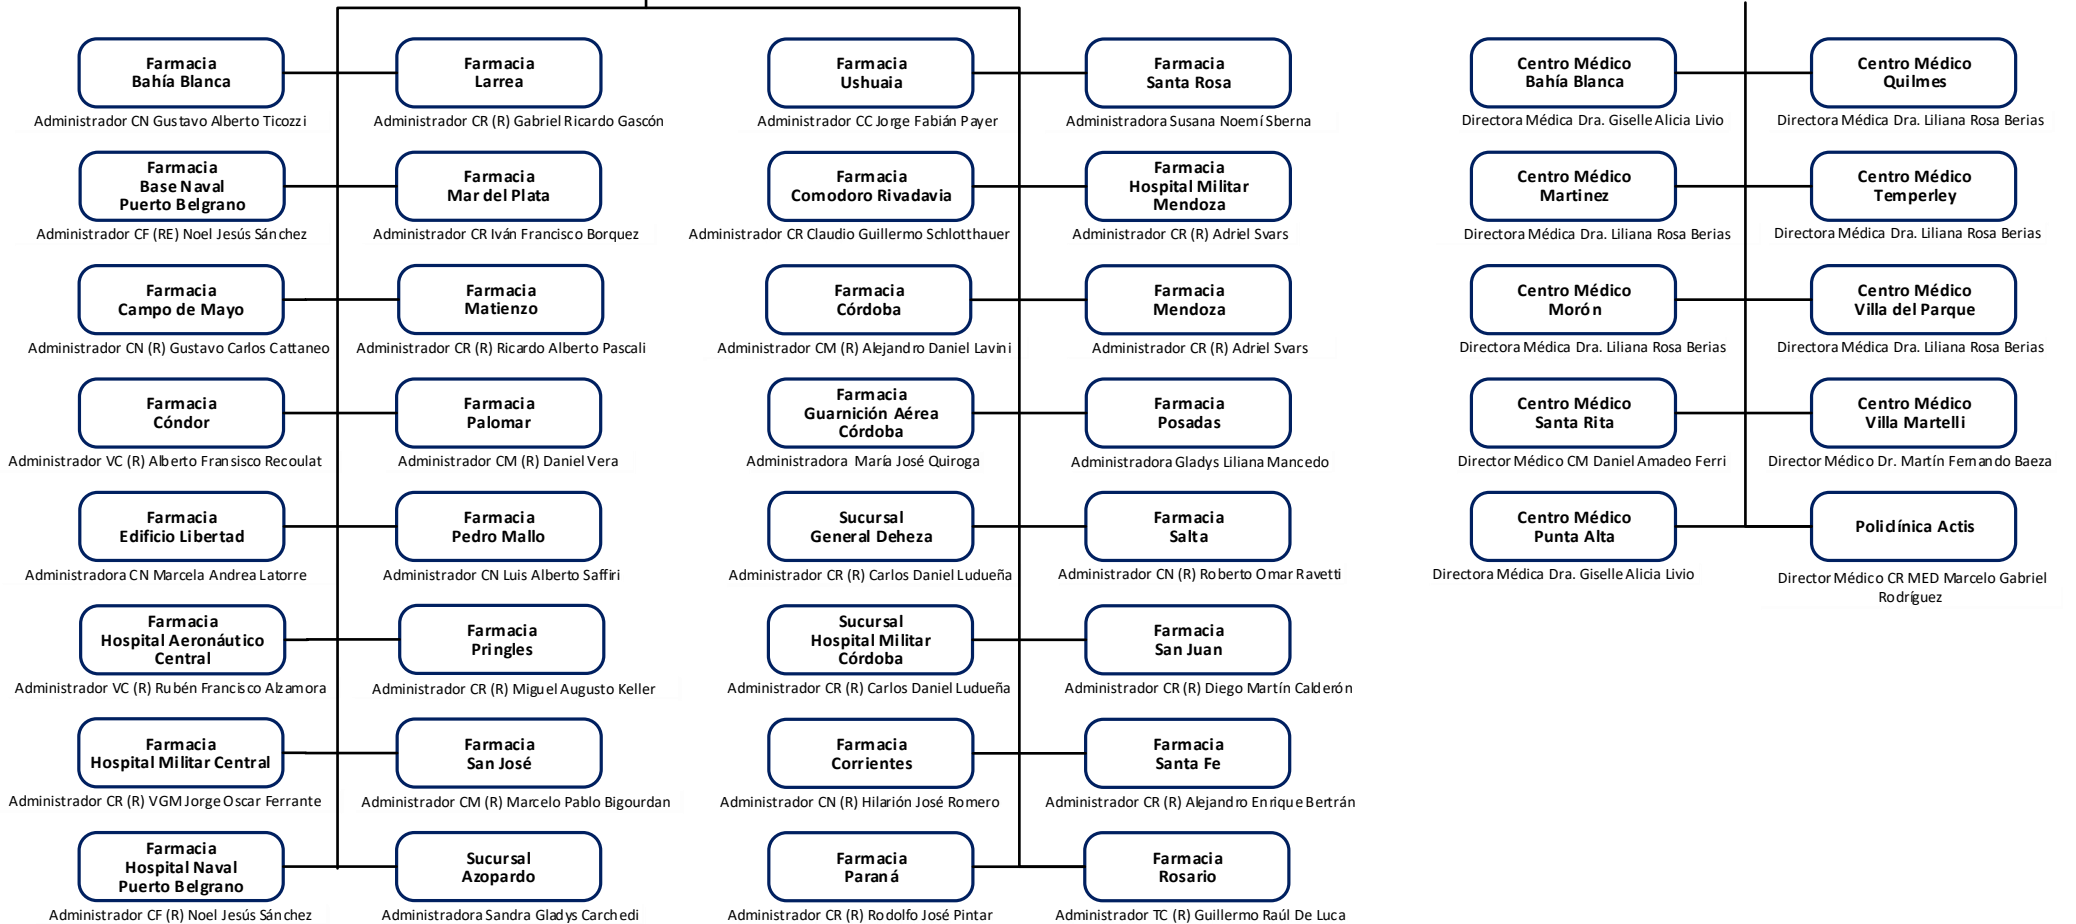 Farmacia
Bahía Blanca
Administrador CN Gustavo Alberto Ticozzi
Farmacia
Larrea
Administrador CR (R) Gabriel Ricardo Gascón
Farmacia
Ushuaia
Administrador CC Jorge Fabián Payer
Farmacia
Santa Rosa
Administradora Susana Noemí Sberna
Centro Médico
Bahía Blanca
Directora Médica Dra. Giselle Alicia Livio
Centro Médico
Quilmes
Directora Médica Dra. Liliana Rosa Berias
Farmacia
Base Naval
Puerto Belgrano
Administrador CF (RE) Noel Jesús Sánchez
Farmacia
Mar del Plata
Administrador CR Iván Francisco Borquez
Farmacia
Comodoro Rivadavia
Administrador CR Claudio Guillermo Schlotthauer
Farmacia
Hospital Militar
Mendoza
Administrador CR (R) Adriel Svars
Centro Médico
Martinez
Directora Médica Dra. Liliana Rosa Berias
Centro Médico
Temperley
Directora Médica Dra. Liliana Rosa Berias
Farmacia
Campo de Mayo
Administrador CN (R) Gustavo Carlos Cattaneo
Farmacia
Matienzo
Administrador CR (R) Ricardo Alberto Pascali
Farmacia
Córdoba
Administrador CM (R) Alejandro Daniel Lavini
Farmacia
Mendoza
Administrador CR (R) Adriel Svars
Centro Médico
Morón
Directora Médica Dra. Liliana Rosa Berias
Centro Médico
Villa del Parque
Directora Médica Dra. Liliana Rosa Berias
Farmacia
Cóndor
Administrador VC (R) Alberto Fransisco Recoulat
Farmacia
Palomar
Administrador CM (R) Daniel Vera
Farmacia
Guarnición Aérea
Córdoba
Administradora María José Quiroga
Farmacia
Posadas
Administradora Gladys Liliana Mancedo
Centro Médico
Santa Rita
Director Médico CM Daniel Amadeo Ferri
Centro Médico
Villa Martelli
Director Médico Dr. Martín Fernando Baeza
Farmacia
Edificio Libertad
Administradora CN Marcela Andrea Latorre
Farmacia
Pedro Mallo
Administrador CN Luis Alberto Saffiri
Sucursal
General Deheza
Administrador CR (R) Carlos Daniel Ludueña
Farmacia
Salta
Administrador CN (R) Roberto Omar Ravetti
Centro Médico
Punta Alta
Directora Médica Dra. Giselle Alicia Livio
Policlínica Actis
Director Médico CR MED Marcelo Gabriel
Rodríguez
Farmacia
Hospital Aeronáutico
Central
Administrador VC (R) Rubén Francisco Alzamora
Farmacia
Pringles
Administrador CR (R) Miguel Augusto Keller
Sucursal
Hospital Militar
Córdoba
Administrador CR (R) Carlos Daniel Ludueña
Farmacia
San Juan
Administrador CR (R) Diego Martín Calderón
Farmacia
Hospital Militar Central
Administrador CR (R) VGM Jorge Oscar Ferrante
Farmacia
San José
Administrador CM (R) Marcelo Pablo Bigourdan
Farmacia
Corrientes
Administrador CN (R) Hilarión José Romero
Farmacia
Santa Fe
Administrador CR (R) Alejandro Enrique Bertrán
Farmacia
Hospital Naval
Puerto Belgrano
Administrador CF (R) Noel Jesús Sánchez
Sucursal
Azopardo
Administradora Sandra Gladys Carchedi
Farmacia
Paraná
Administrador CR (R) Rodolfo José Pintar
Farmacia
Rosario
Administrador TC (R) Guillermo Raúl De Luca